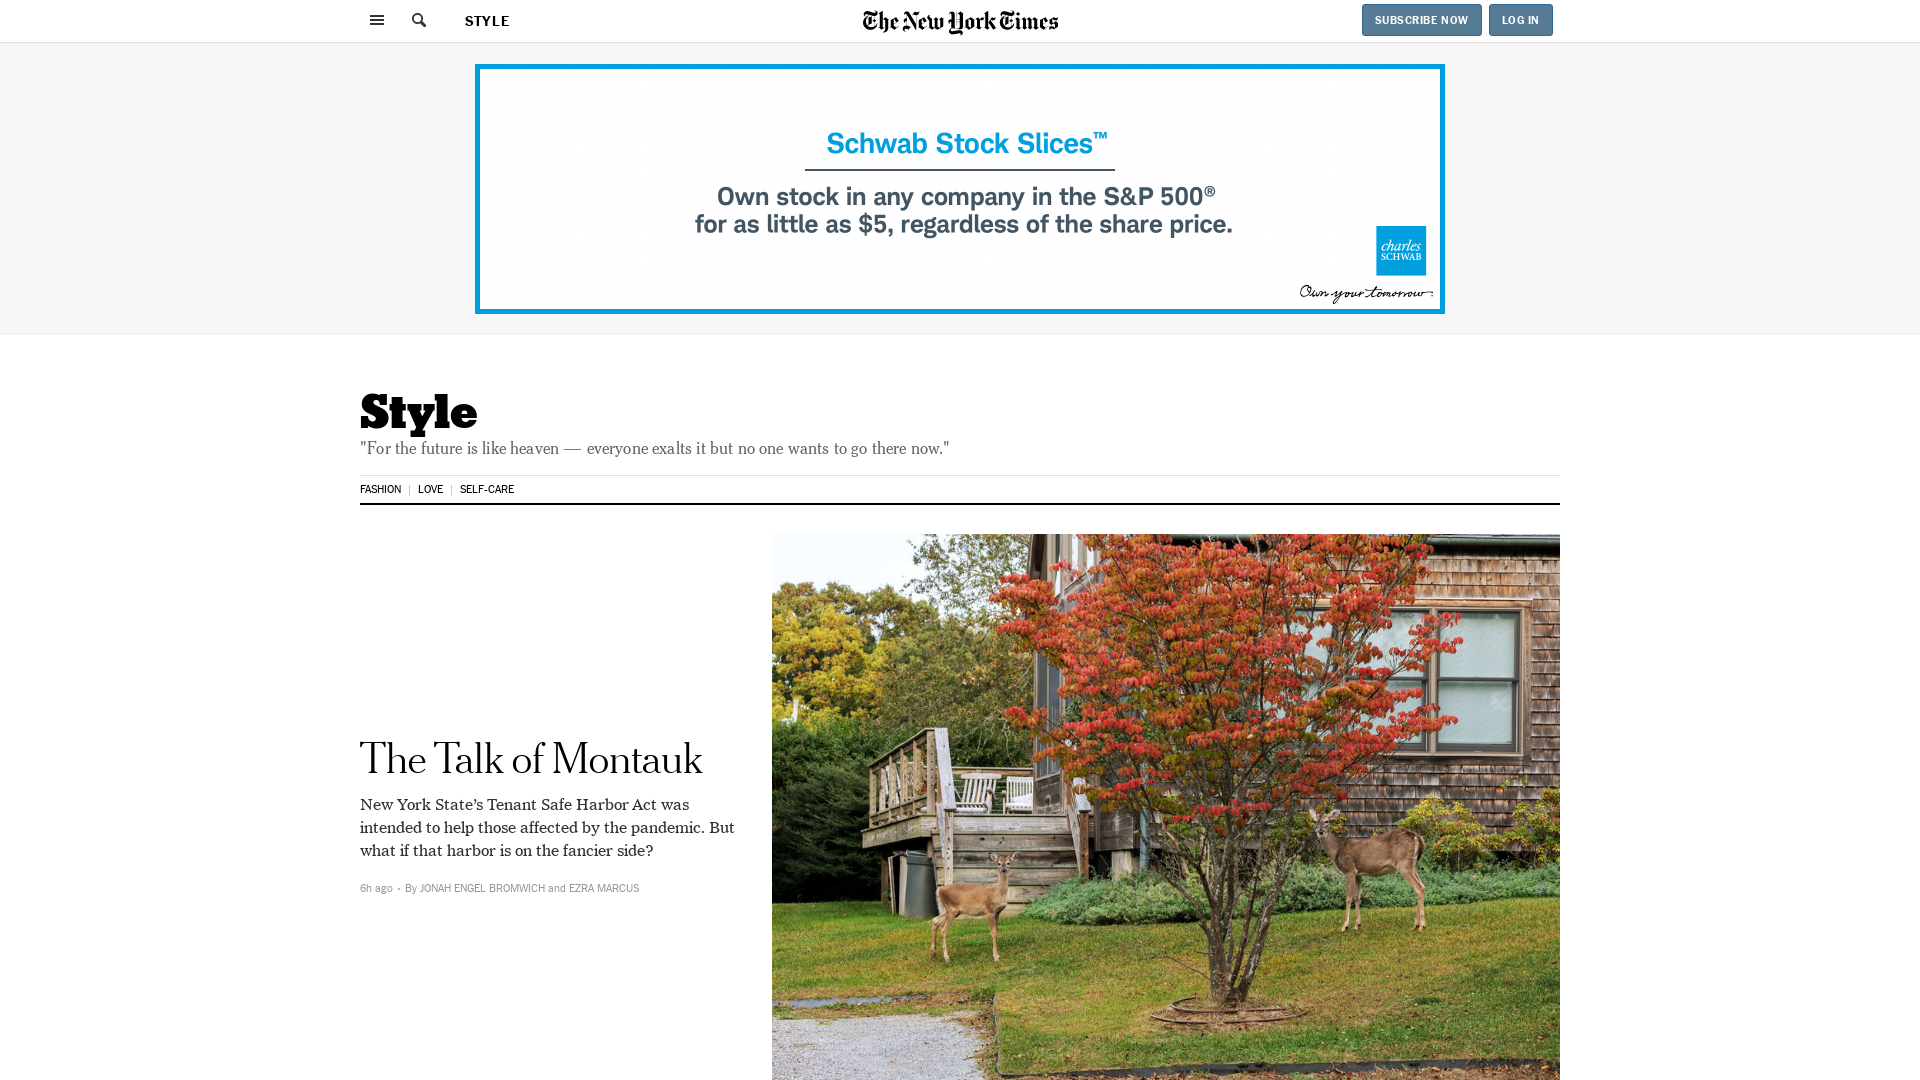 STYLE
The New York Times
SUBSCRIBE NOW
LOG IN
Schwab Stock Slices™
Own stock in any company in the S&P 500®
for as little as $5, regardless of the share price.
charles
SCHWAB
Own your tomorrow
Style
"For the future is like heaven — everyone exalts it but no one wants to go there now."
FASHION | LOVE | SELF-CARE
The Talk of Montauk
New York State’s Tenant Safe Harbor Act was
intended to help those affected by the pandemic. But
what if that harbor is on the fancier side?
6h ago • By JONAH ENGEL BROMWICH and EZRA MARCUS